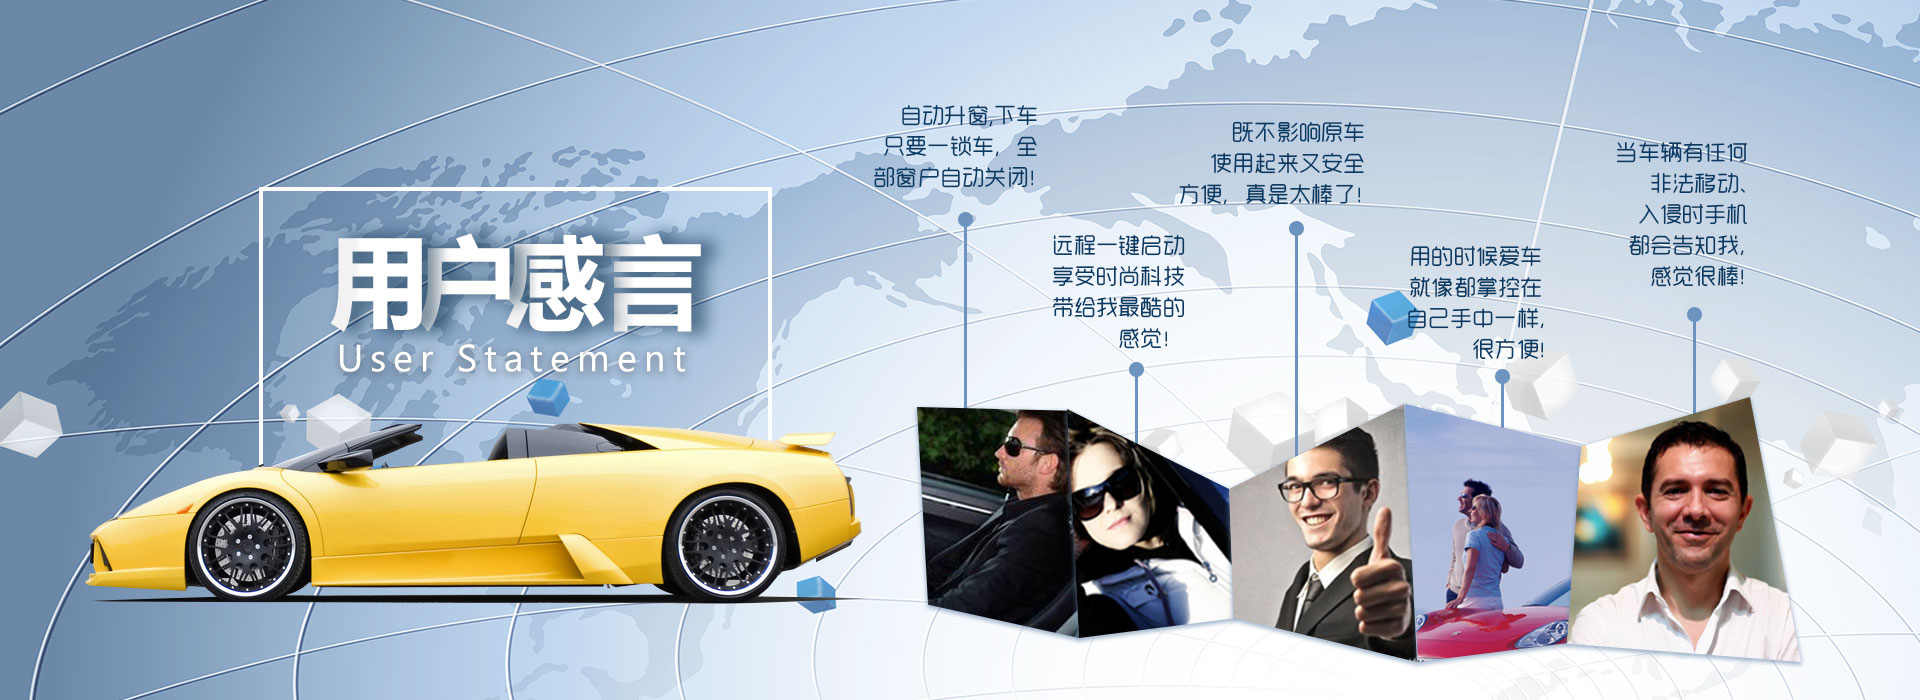 用户感言
User Statement
自动升窗,下车
只要一锁车，全
部窗户自动关闭!
远程一键启动
享受时尚科技
带给我最酷的
感觉!
既不影响原车
使用起来又安全
方便，真是太棒了!
用的时候爱车
就像都掌控在
自己手中一样,
很方便!
当车辆有任何
非法移动、
入侵时手机
都会告知我,
感觉很棒!